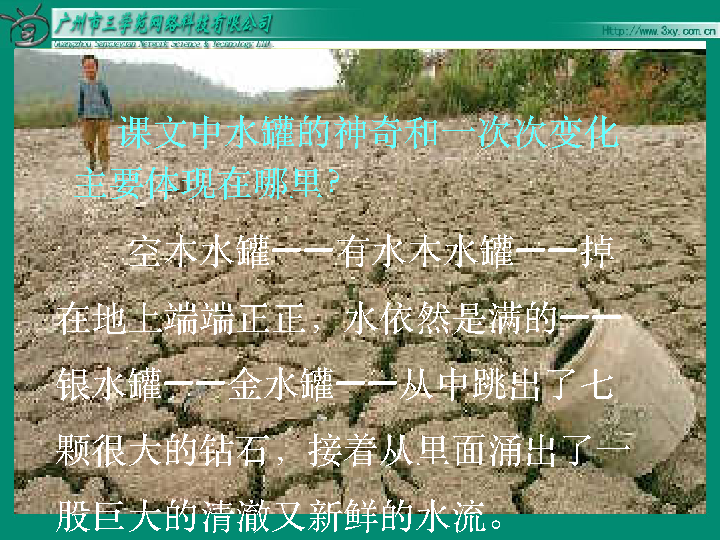 广州市三学苑网络科技有限公司
Guangzhou Sanxueyuan Network Science & Technology Ltd
Http://www.3xy.com.cn
课文中水罐的神奇和一次次变化
主要体现在哪里?
空木水罐——有水木水罐——掉
在地上端端正正，水依然是满的——
银水罐——金水罐——从中跳出了七
颗很大的钻石，接着从里面涌出了一
股巨大的清澈又新鲜的水流。